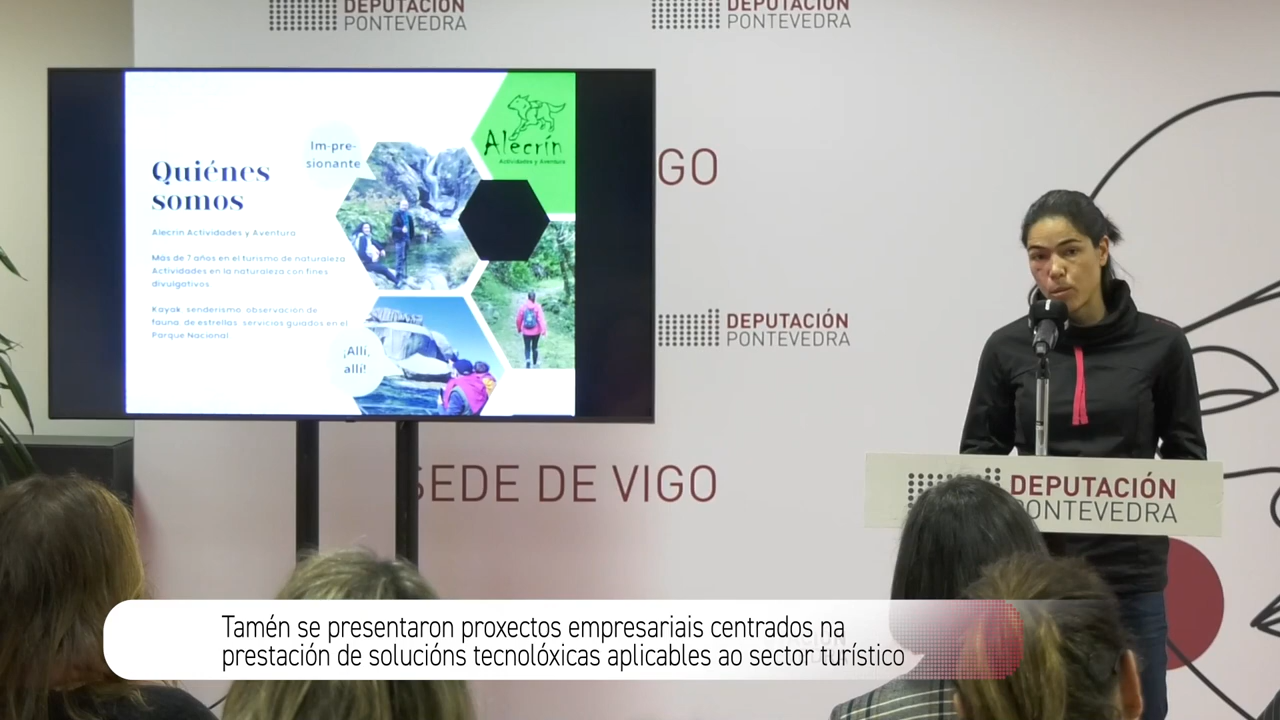 DEPUTACIÓN
PONTEVEDRA
DEPUTACIÓN
PONTEVEDRA
GO
Im-pre-
sionante
Alecrín
Actividades y Aventura
Quiénes
somos
Alecrín Actividades y Aventura
Más de 7 años en el turismo de naturaleza
Actividades en la naturaleza con fines
divulgativos
Kayak senderismo observación de
fauna de estrellas servicios guiados en el
Parque Nacional
¡Allí,
allí!
DEPUTACIÓN
PONTEVEDRA
SEDE DE VIGO
DEPUTACIÓN
PONTEVEDRA
Tamén se presentaron proxectos empresariais centrados na
prestación de solucións tecnolóxicas aplicables ao sector turístico